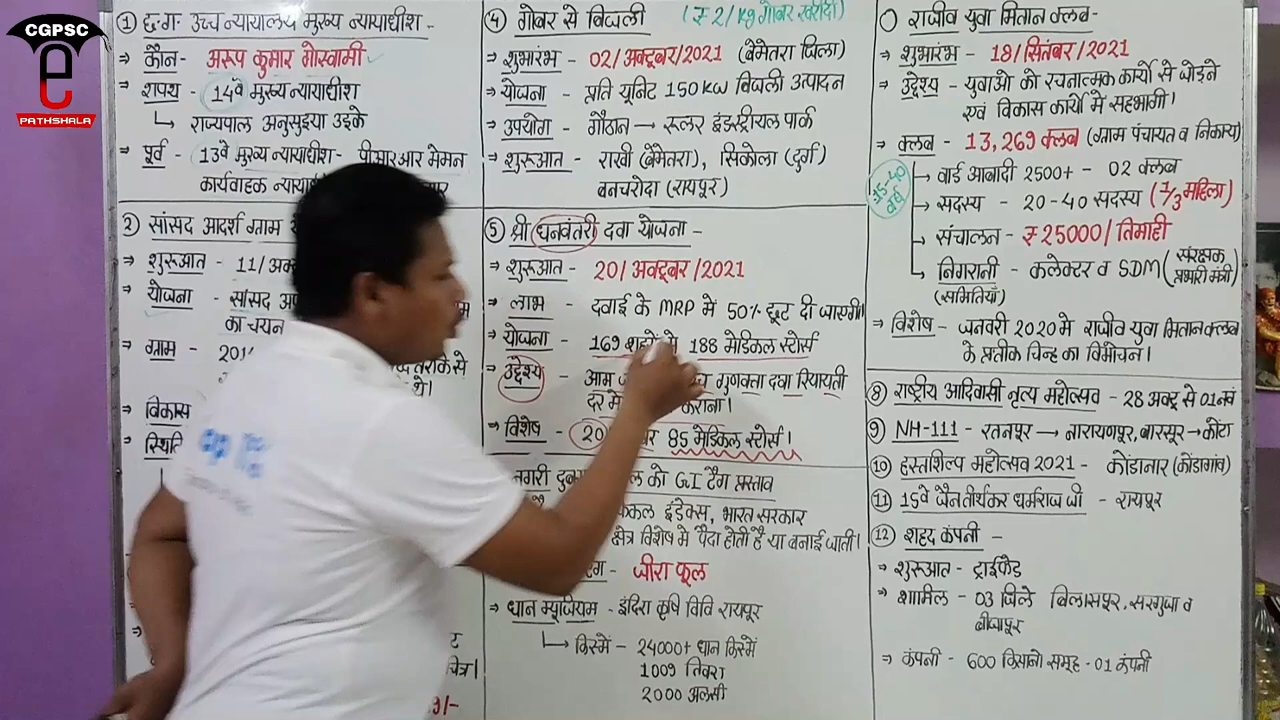 CGPSC
e
PATHSHALA
① छ.ग. उच्च न्यायालय मुख्य न्यायाधीश -
→ कौन - अरूप कुमार गोस्वामी
→ शपथ - 14वे मुख्य न्यायाधीश
राज्यपाल अनुसुइया उइके
→ पूर्व - 13वे मुख्य न्यायाधीश - पीआरआर मेमन
कार्यवाहक
② सांसद आदर्श ग्राम
→ शुरूआत - 11/
→ योजना - सांसद
का चयन
→ ग्राम -
→ विकास
④ गोबर से बिजली (₹2/kg गोबर खरीदी)
→ शुभारंभ - 02/अक्टूबर/2021 (बेमेतरा जिला)
→ योजना - प्रति यूनिट 150 KW बिजली उत्पादन
→ उपयोग - गौठान → रूलर इंडस्ट्रीयल पार्क
→ शुरूआत - राखी (बेमेतरा), सिकोला (दुर्ग)
बनचरोदा (रायपूर)
⑤ श्री धनवंतरी दवा योजना -
→ शुरूआत - 20/अक्टूबर/2021
→ लाभ - दवाई के MRP में 50% छूट दी जाएगी
→ योजना - 169 188 मेडिकल स्टोर्स
→ उद्देश्य - आम गुणवत्ता दवा रियायती
दर में कराना।
→ विशेष - 20 85 मेडिकल स्टोर्स।
नगरी को GI टैग प्रस्ताव
इंडेक्स, भारत सरकार
क्षेत्र विशेष मे पैदा होती है या बनाई जाती।
जीरा फूल
→ धान म्यूजियम - इंदिरा कृषि विवि रायपूर
किस्में - 24000+ धान किस्में
1009 तिवरा
2000 अलसी
राजीव युवा मितान क्लब -
→ शुभारंभ - 18/सितंबर/2021
→ उद्देश्य - युवाओ को रचनात्मक कार्यो से जोड़ने
एवं विकास कार्यो मे सहभागी।
→ क्लब - 13,269 क्लब (ग्राम पंचायत व निकाय)
15-40 वर्ष
→ वार्ड आबादी 2500+ - 02 क्लब
→ सदस्य - 20-40 सदस्य (1/3 महिला)
→ संचालन - ₹25000/तिमाही
→ निगरानी - कलेक्टर व SDM (संरक्षक प्रभारी मंत्री)
(समितियाँ)
→ विशेष - जनवरी 2020 मे राजीव युवा मितान क्लब
के प्रतीक चिन्ह का विमोचन।
⑧ राष्ट्रीय आदिवासी नृत्य महोत्सव - 28 अक्टू से 01 नवं
⑨ NH-111 - रतनपूर → नारायणपूर, बारसूर → कोंटा
⑩ हस्तशिल्प महोत्सव 2021 - कोंडानार (कोंडागांव)
⑪ 15वे जैन तीर्थकर धर्मराज जी - रायपूर
⑫ शहद कंपनी -
→ शुरूआत - ट्राईफेड
→ शामिल - 03 जिले बिलासपूर, सरगुजा व
बीजापूर
→ कंपनी - 600 किसानो समूह - 01 कंपनी